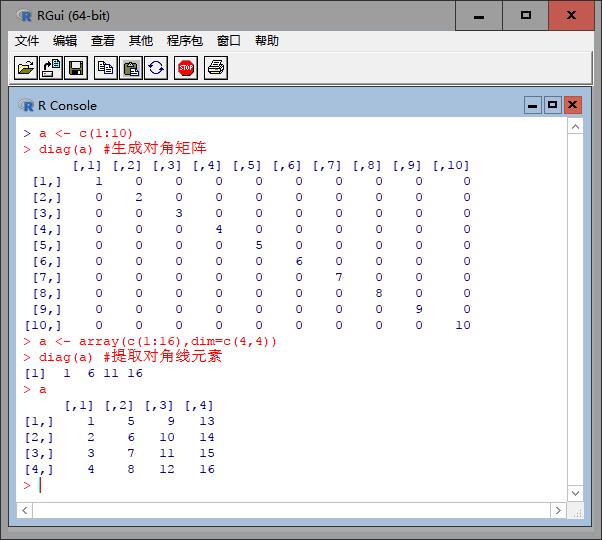 RGui (64-bit)
文件 编辑 查看 其他 程序包 窗口 帮助
STOP
R Console
> a <- c(1:10)
> diag(a) #生成对角矩阵
      [,1] [,2] [,3] [,4] [,5] [,6] [,7] [,8] [,9] [,10]
 [1,]    1    0    0    0    0    0    0    0    0     0
 [2,]    0    2    0    0    0    0    0    0    0     0
 [3,]    0    0    3    0    0    0    0    0    0     0
 [4,]    0    0    0    4    0    0    0    0    0     0
 [5,]    0    0    0    0    5    0    0    0    0     0
 [6,]    0    0    0    0    0    6    0    0    0     0
 [7,]    0    0    0    0    0    0    7    0    0     0
 [8,]    0    0    0    0    0    0    0    8    0     0
 [9,]    0    0    0    0    0    0    0    0    9     0
[10,]    0    0    0    0    0    0    0    0    0    10
> a <- array(c(1:16),dim=c(4,4))
> diag(a) #提取对角线元素
[1]  1  6 11 16
> a
     [,1] [,2] [,3] [,4]
[1,]    1    5    9   13
[2,]    2    6   10   14
[3,]    3    7   11   15
[4,]    4    8   12   16
>